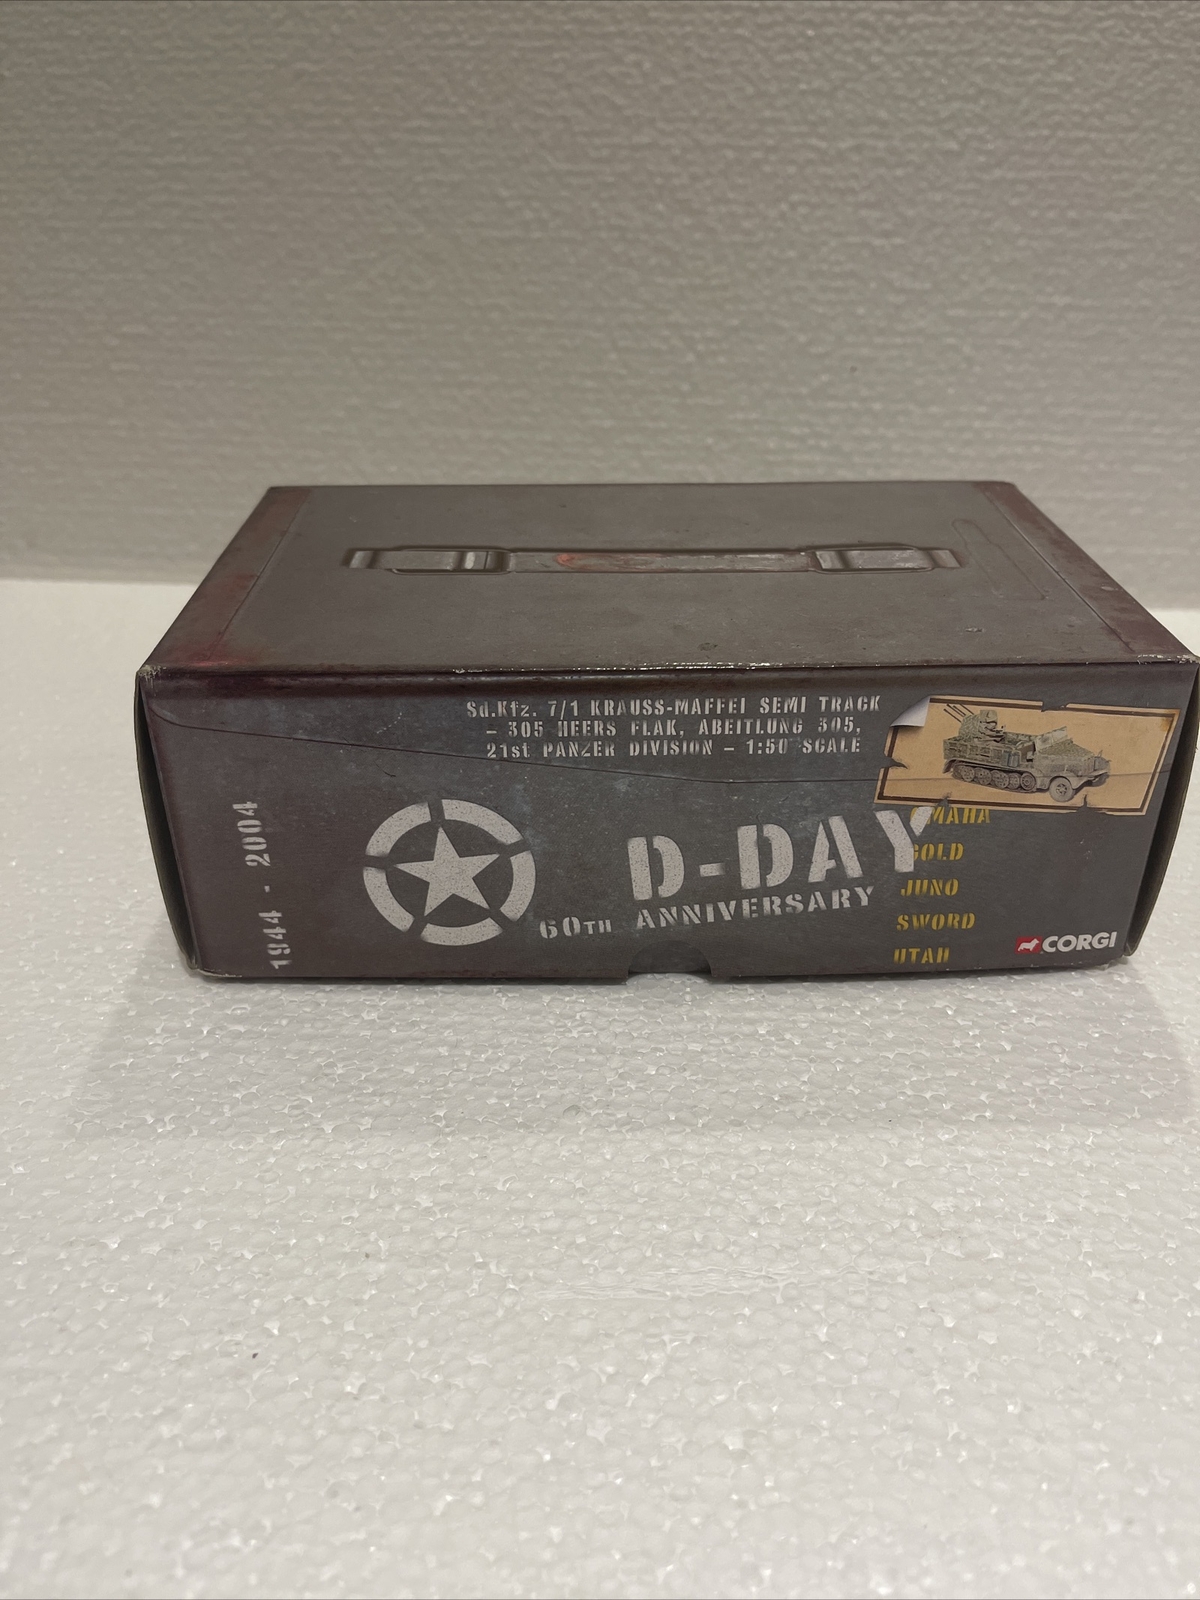 Sd.Kfz. 7/1 KRAUSS-MAFFEI SEMI TRACK
- 305 HEERS FLAK, ABEITLUNG 305,
21st PANZER DIVISION - 1:50 SCALE
1944 - 2004
D-DAY
60TH ANNIVERSARY
OMAHA
GOLD
JUNO
SWORD
UTAH
CORGI